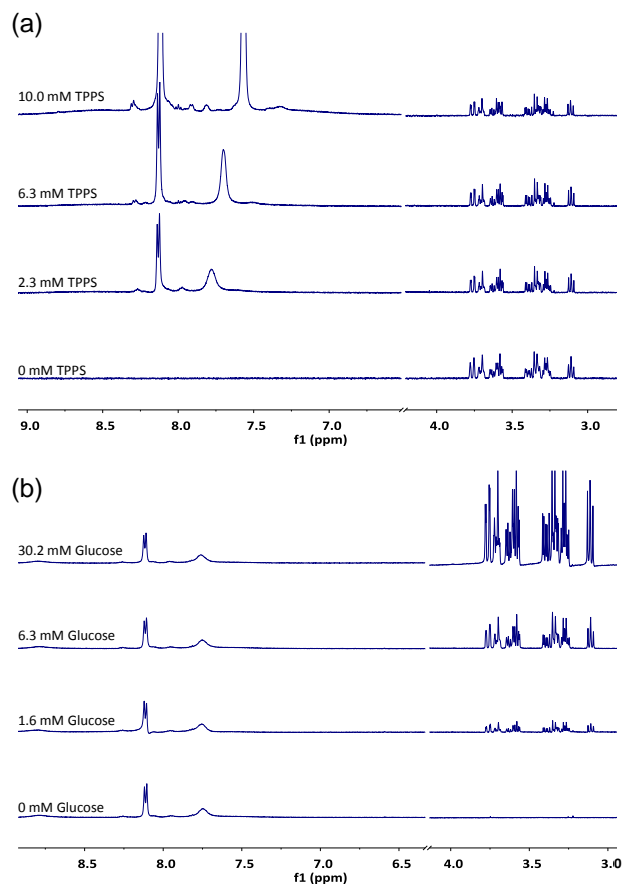 (a)
10.0 mM TPPS
6.3 mM TPPS
2.3 mM TPPS
0 mM TPPS
9.0 8.5 8.0 7.5 7.0 4.0 3.5 3.0
f1 (ppm)
(b)
30.2 mM Glucose
6.3 mM Glucose
1.6 mM Glucose
0 mM Glucose
8.5 8.0 7.5 7.0 6.5 4.0 3.5 3.0
f1 (ppm)